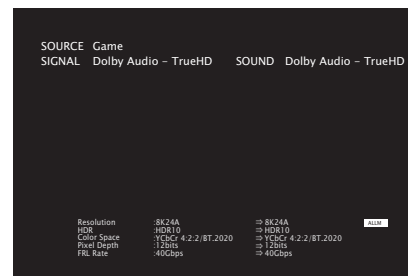 SOURCE Game
SIGNAL Dolby Audio – TrueHD SOUND Dolby Audio – TrueHD
Resolution :8K24A ⇒ 8K24A ALLM
HDR :HDR10 ⇒ HDR10
Color Space :YCbCr 4:2:2/BT.2020 ⇒ YCbCr 4:2:2/BT.2020
Pixel Depth :12bits ⇒ 12bits
FRL Rate :40Gbps ⇒ 40Gbps